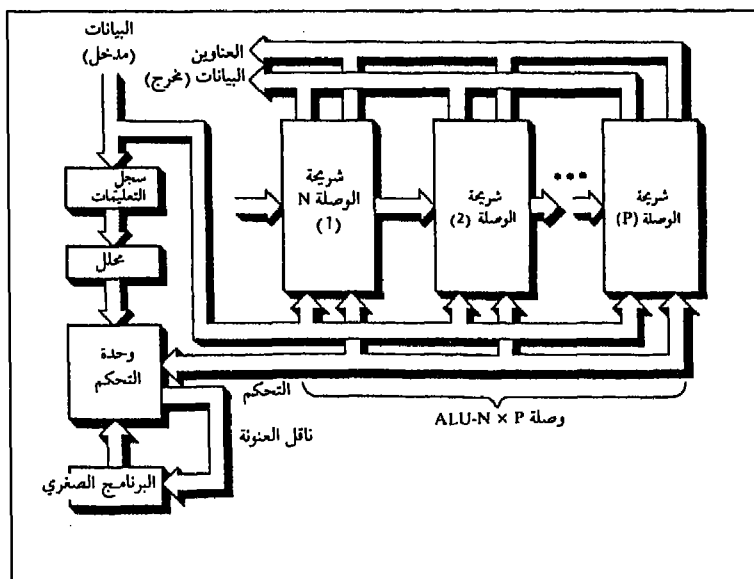 البيانات
(مدخل)
العناوين
البيانات (مخرج)
سجل
التعليمات
محلل
وحدة
التحكم
البرنامج الصغري
شريحة
الوصلة N
(1)
شريحة
الوصلة (2)
•••
شريحة
الوصلة (P)
التحكم
ناقل العنونة
وصلة ALU-N × P